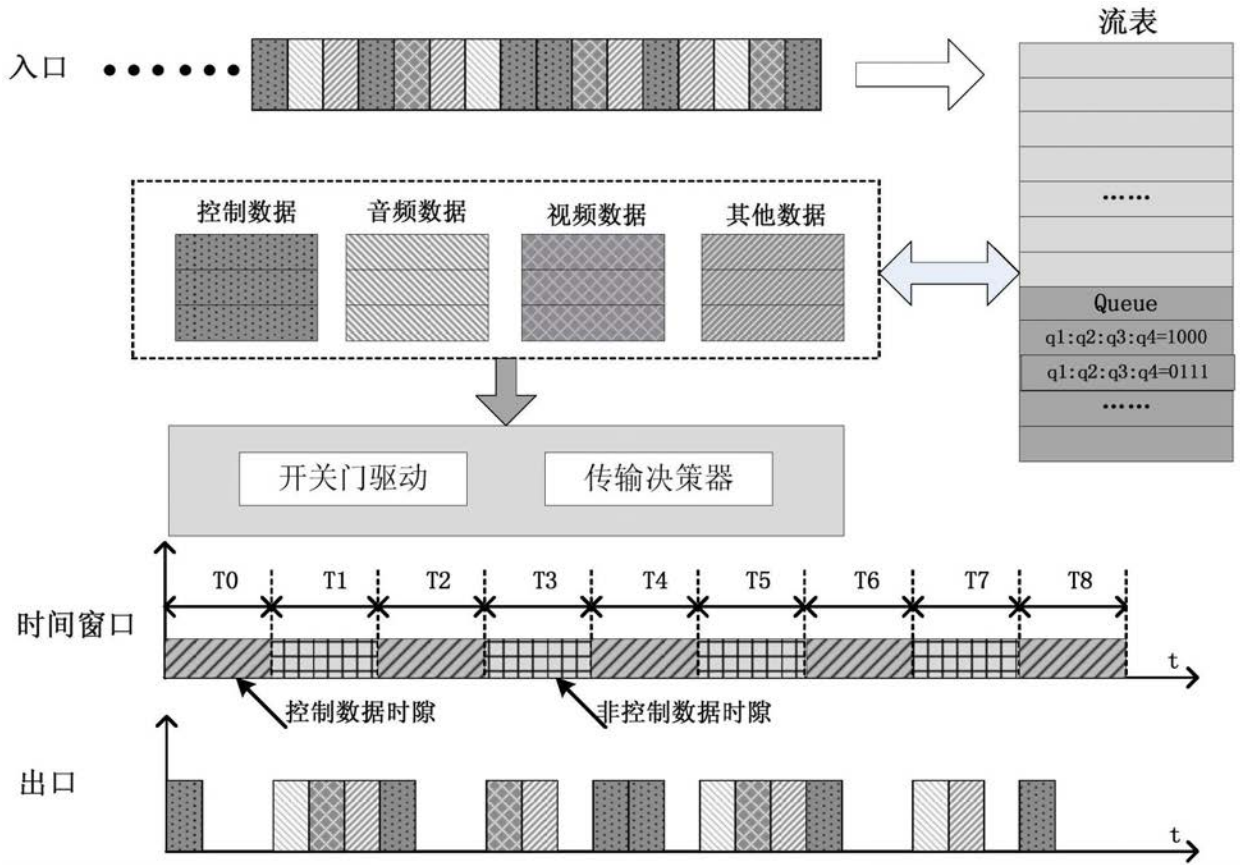 流表
入口 ••••••
控制数据 音频数据 视频数据 其他数据
······
Queue
q1:q2:q3:q4=1000
q1:q2:q3:q4=0111
······
开关门驱动 传输决策器
T0 T1 T2 T3 T4 T5 T6 T7 T8
时间窗口
t
控制数据时隙 非控制数据时隙
出口
t